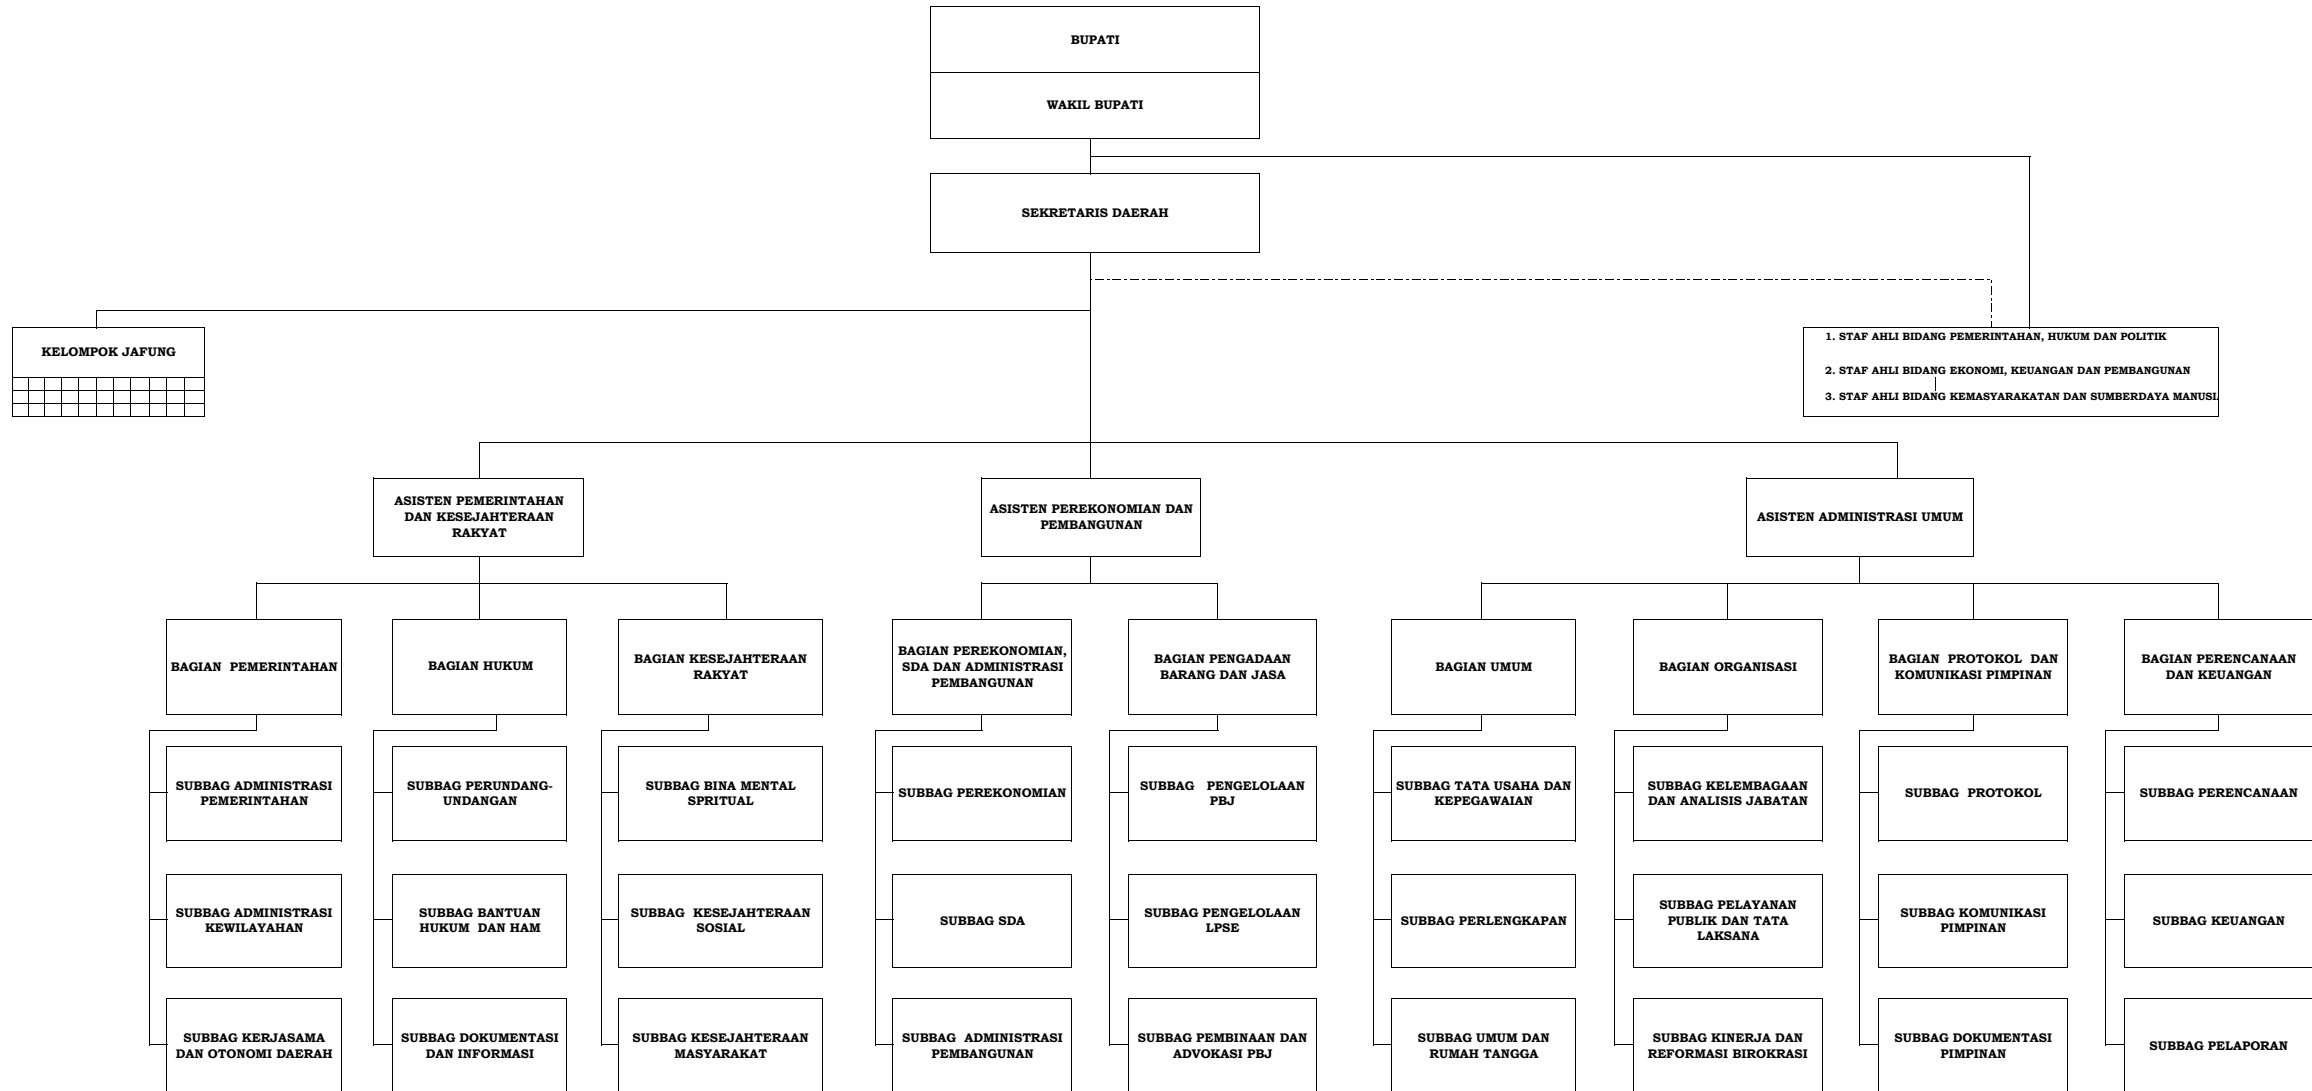 BUPATI
WAKIL BUPATI
SEKRETARIS DAERAH
KELOMPOK JAFUNG
1. STAF AHLI BIDANG PEMERINTAHAN, HUKUM DAN POLITIK
2. STAF AHLI BIDANG EKONOMI, KEUANGAN DAN PEMBANGUNAN
3. STAF AHLI BIDANG KEMASYARAKATAN DAN SUMBERDAYA MANUSI
ASISTEN PEMERINTAHAN
DAN KESEJAHTERAAN
RAKYAT
ASISTEN PEREKONOMIAN DAN
PEMBANGUNAN
ASISTEN ADMINISTRASI UMUM
BAGIAN PEMERINTAHAN
BAGIAN HUKUM
BAGIAN KESEJAHTERAAN
RAKYAT
BAGIAN PEREKONOMIAN,
SDA DAN ADMINISTRASI
PEMBANGUNAN
BAGIAN PENGADAAN
BARANG DAN JASA
BAGIAN UMUM
BAGIAN ORGANISASI
BAGIAN PROTOKOL DAN
KOMUNIKASI PIMPINAN
BAGIAN PERENCANAAN
DAN KEUANGAN
SUBBAG ADMINISTRASI
PEMERINTAHAN
SUBBAG PERUNDANG-
UNDANGAN
SUBBAG BINA MENTAL
SPRITUAL
SUBBAG PEREKONOMIAN
SUBBAG PENGELOLAAN
PBJ
SUBBAG TATA USAHA DAN
KEPEGAWAIAN
SUBBAG KELEMBAGAAN
DAN ANALISIS JABATAN
SUBBAG PROTOKOL
SUBBAG PERENCANAAN
SUBBAG ADMINISTRASI
KEWILAYAHAN
SUBBAG BANTUAN
HUKUM DAN HAM
SUBBAG KESEJAHTERAAN
SOSIAL
SUBBAG SDA
SUBBAG PENGELOLAAN
LPSE
SUBBAG PERLENGKAPAN
SUBBAG PELAYANAN
PUBLIK DAN TATA
LAKSANA
SUBBAG KOMUNIKASI
PIMPINAN
SUBBAG KEUANGAN
SUBBAG KERJASAMA
DAN OTONOMI DAERAH
SUBBAG DOKUMENTASI
DAN INFORMASI
SUBBAG KESEJAHTERAAN
MASYARAKAT
SUBBAG ADMINISTRASI
PEMBANGUNAN
SUBBAG PEMBINAAN DAN
ADVOKASI PBJ
SUBBAG UMUM DAN
RUMAH TANGGA
SUBBAG KINERJA DAN
REFORMASI BIROKRASI
SUBBAG DOKUMENTASI
PIMPINAN
SUBBAG PELAPORAN